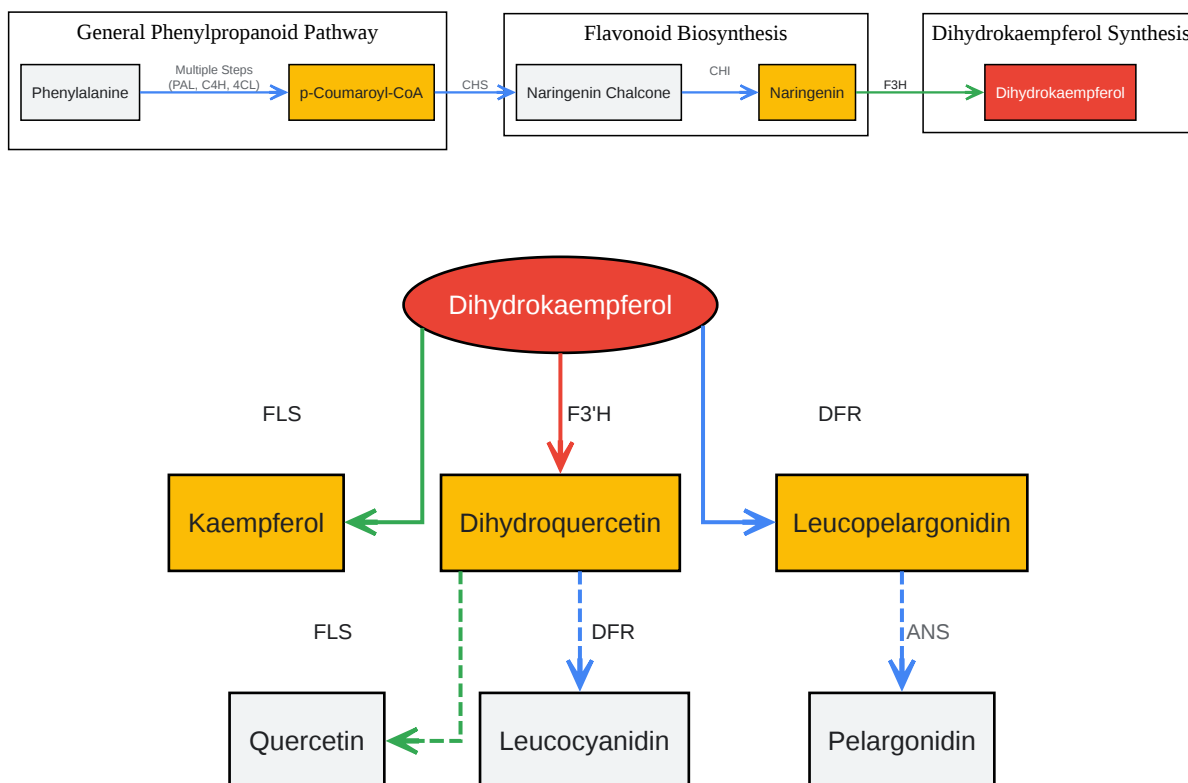 General Phenylpropanoid Pathway
Flavonoid Biosynthesis
Dihydrokaempferol Synthesis
Phenylalanine
Multiple Steps
(PAL, C4H, 4CL)
p-Coumaroyl-CoA
CHS
Naringenin Chalcone
CHI
Naringenin
F3H
Dihydrokaempferol
Dihydrokaempferol
FLS
F3'H
DFR
Kaempferol
Dihydroquercetin
Leucopelargonidin
FLS
DFR
ANS
Quercetin
Leucocyanidin
Pelargonidin